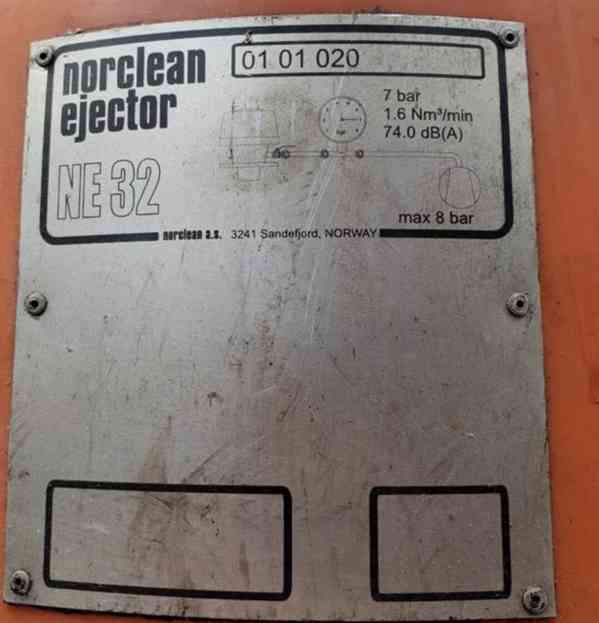 norclean
ejector
01 01 020
7 bar
1.6 Nm³/min
74.0 dB(A)
NE 32
max 8 bar
norclean a.s. 3241 Sandefjord, NORWAY